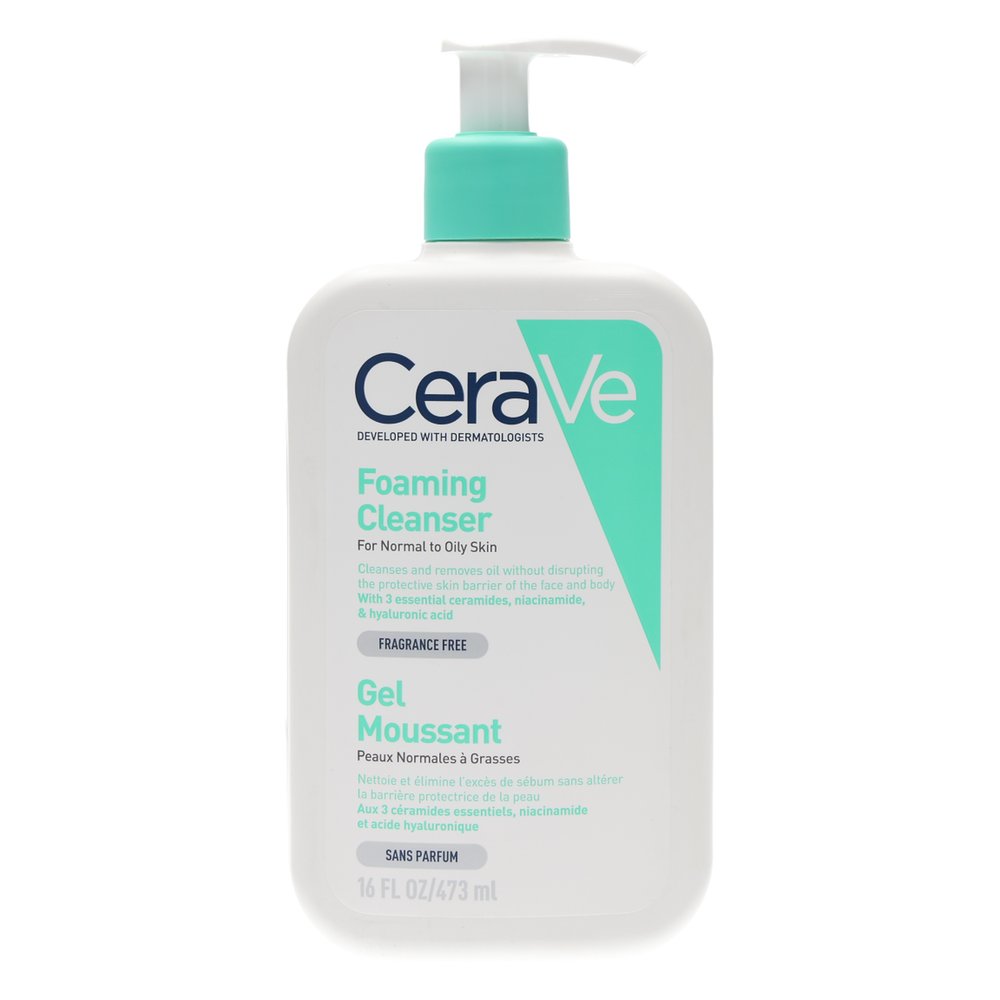 CeraVe
DEVELOPED WITH DERMATOLOGISTS
Foaming
Cleanser
For Normal to Oily Skin
Cleanses and removes oil without disrupting
the protective skin barrier of the face and body
With 3 essential ceramides, niacinamide,
& hyaluronic acid
FRAGRANCE FREE
Gel
Moussant
Peaux Normales à Grasses
Nettoie et élimine l'excès de sébum sans altérer
la barrière protectrice de la peau
Aux 3 céramides essentiels, niacinamide
et acide hyaluronique
SANS PARFUM
16 FL OZ/473 ml